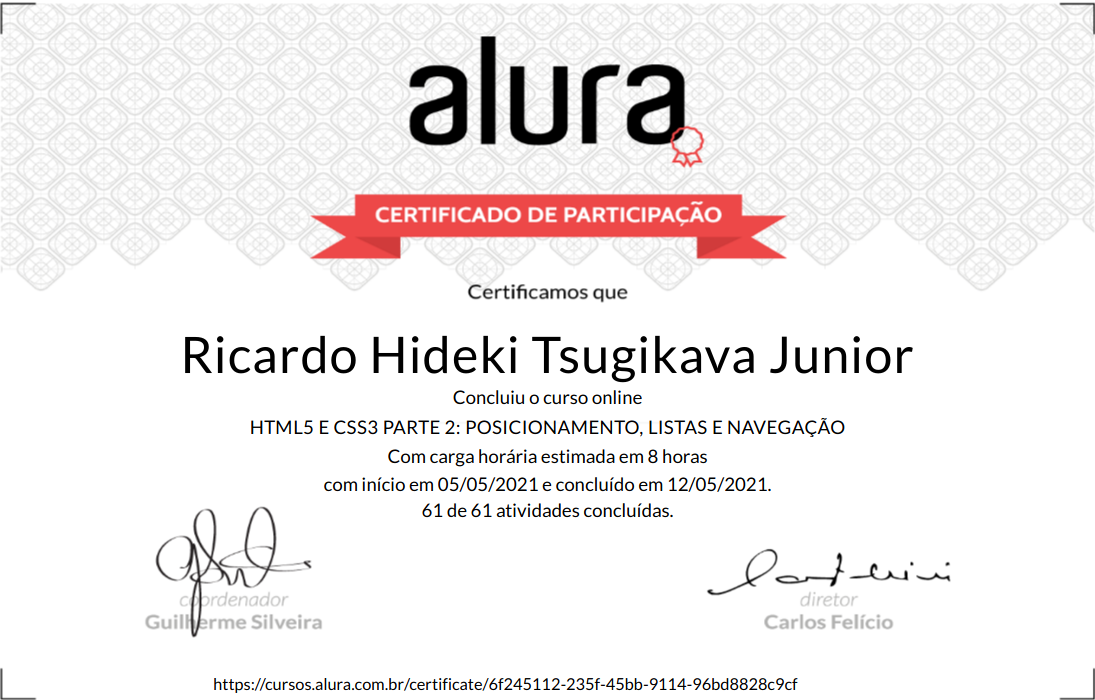 alura
CERTIFICADO DE PARTICIPAÇÃO
Certificamos que
Ricardo Hideki Tsugikava Junior
Concluiu o curso online
HTML5 E CSS3 PARTE 2: POSICIONAMENTO, LISTAS E NAVEGAÇÃO
Com carga horária estimada em 8 horas
com início em 05/05/2021 e concluído em 12/05/2021.
61 de 61 atividades concluídas.
coordenador
Guilherme Silveira
diretor
Carlos Felício
https://cursos.alura.com.br/certificate/6f245112-235f-45bb-9114-96bd8828c9cf